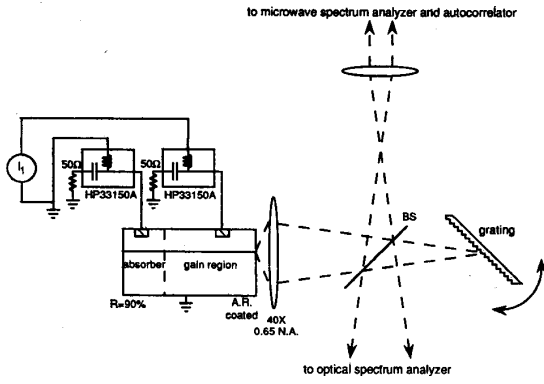 to microwave spectrum analyzer and autocorrelator
I1
50Ω
50Ω
HP33150A
HP33150A
BS
grating
absorber
gain region
R=90%
A.R.
coated
40X
0.65 N.A.
to optical spectrum analyzer